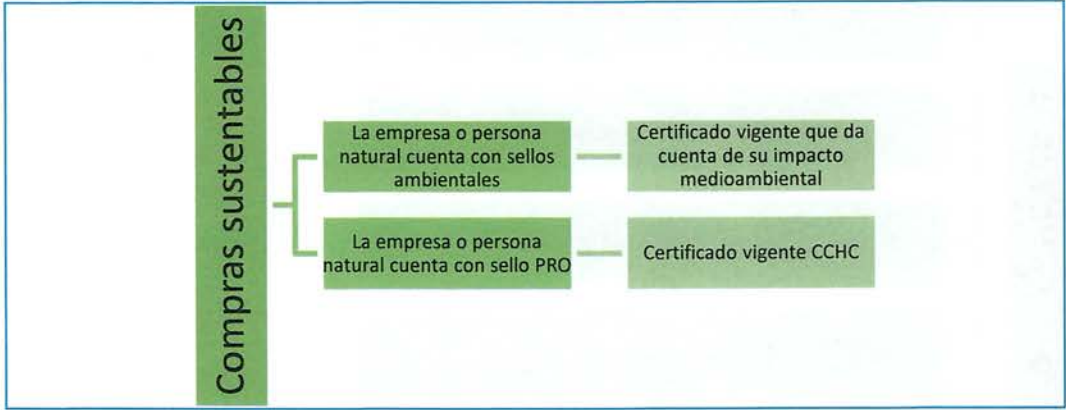 Compras sustentables
La empresa o persona
natural cuenta con sellos
ambientales
Certificado vigente que da
cuenta de su impacto
medioambiental
La empresa o persona
natural cuenta con sello PRO
Certificado vigente CCHC